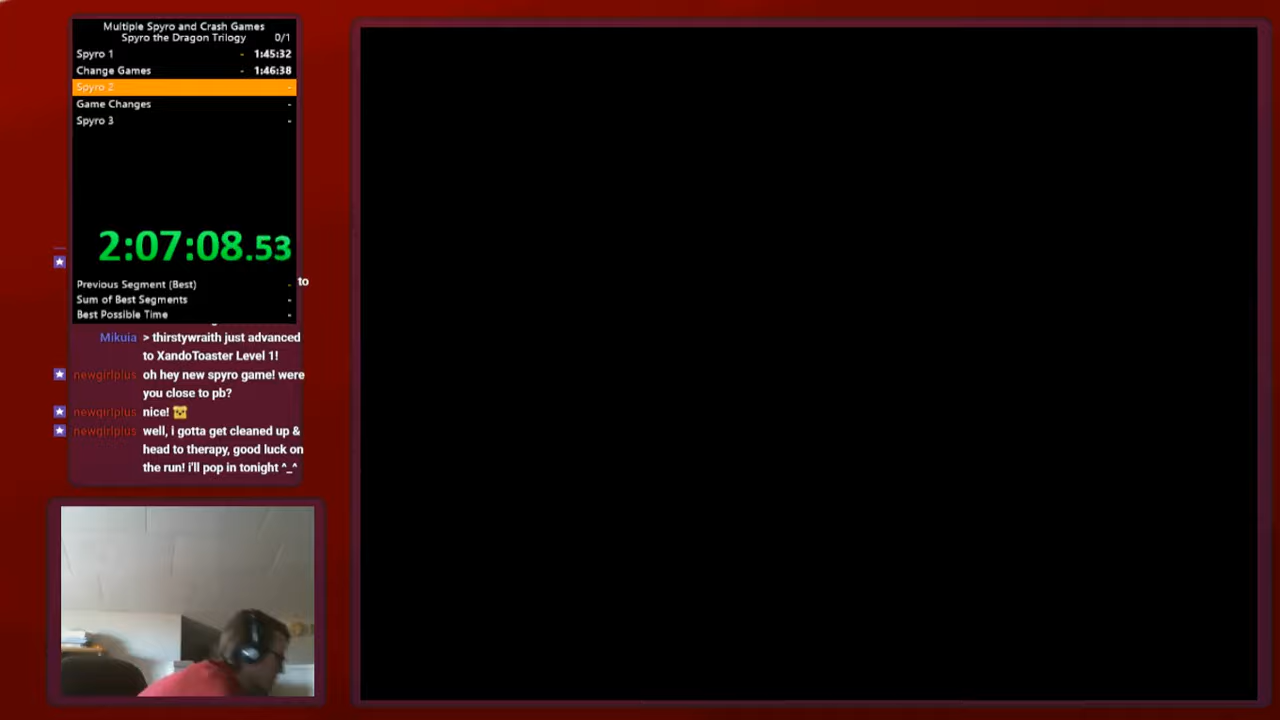 Multiple Spyro and Crash Games
Spyro the Dragon Trilogy 0/1
Spyro 1 - 1:45:32
Change Games - 1:46:38
Spyro 2 -
Game Changes -
Spyro 3 -
2:07:08.53
Previous Segment (Best) -
to
Sum of Best Segments -
Best Possible Time -
Mikuia > thirstywraith just advanced
to XandoToaster Level 1!
newgirlplus oh hey new spyro game! were
you close to pb?
newgirlplus nice!
newgirlplus well, i gotta get cleaned up &
head to therapy, good luck on
the run! i'll pop in tonight ^_^